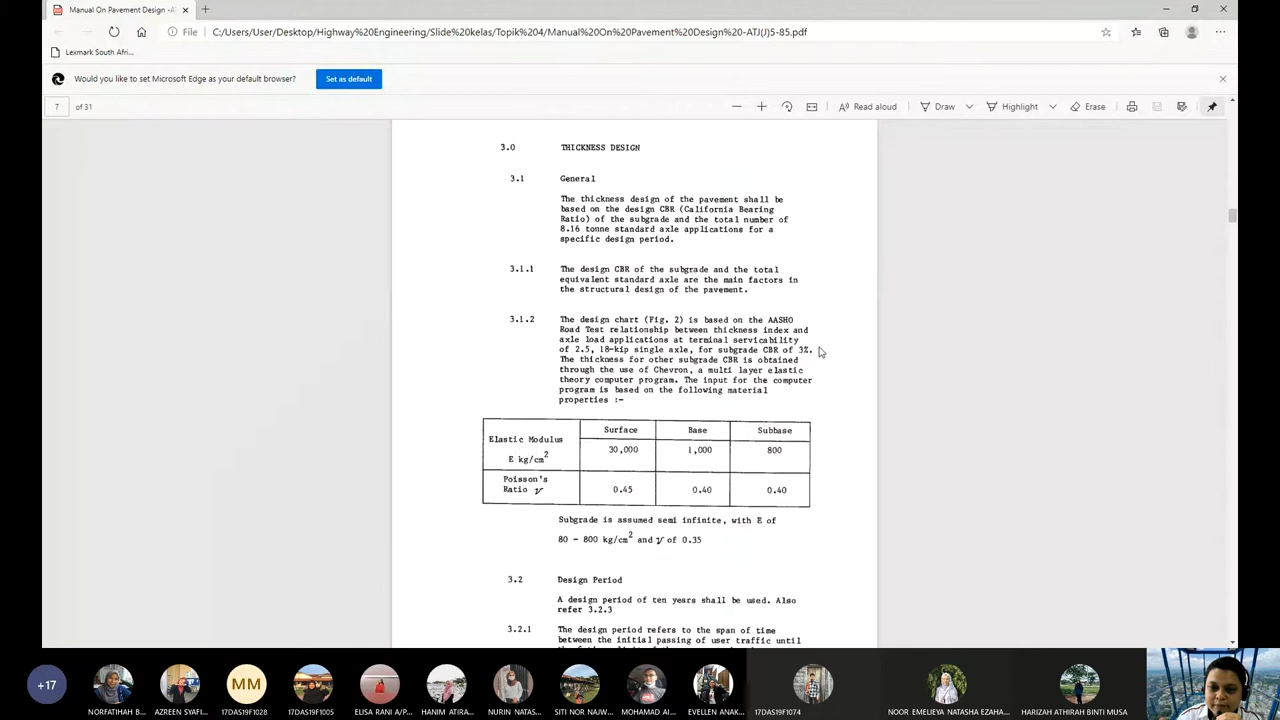 Manual On Pavement Design -A
File
C:/Users/User/Desktop/Highway%20Engineering/Slide%20kelas/Topik%204/Manual%20On%20Pavement%20Design%20-ATJ(J)5-85.pdf
Lexmark South Afri...
Would you like to set Microsoft Edge as your default browser?
Set as default
7 of 31
Read aloud
Draw
Highlight
Erase
3.0 THICKNESS DESIGN
3.1 General
The thickness design of the pavement shall be
based on the design CBR (California Bearing
Ratio) of the subgrade and the total number of
8.16 tonne standard axle applications for a
specific design period.
3.1.1 The design CBR of the subgrade and the total
equivalent standard axle are the main factors in
the structural design of the pavement.
3.1.2 The design chart (Fig. 2) is based on the AASHO
Road Test relationship between thickness index and
axle load applications at terminal servicability
of 2.5, 18-kip single axle, for subgrade CBR of 3%.
The thickness for other subgrade CBR is obtained
through the use of Chevron, a multi layer elastic
theory computer program. The input for the computer
program is based on the following material
properties :-
Surface Base Subbase
Elastic Modulus
E kg/cm2
30,000 1,000 800
Poisson's
Ratio ν
0.45 0.40 0.40
Subgrade is assumed semi infinite, with E of
80 - 800 kg/cm2 and ν of 0.35
3.2 Design Period
A design period of ten years shall be used. Also
refer 3.2.3
3.2.1 The design period refers to the span of time
between the initial passing of user traffic until
+17
NORFATIHAH B...
AZREEN SYAFI...
MM
17DAS19F1028
17DAS19F1005
ELISA RANI A/P...
HANIM ATIRA...
NURIN NATAS...
SITI NOR NAJW...
MOHAMAD AI...
EVELLEN ANAK...
17DAS19F1074
NOOR EMELIEYA NATASHA EZAHA...
HARIZAH ATHIRAH BINTI MUSA